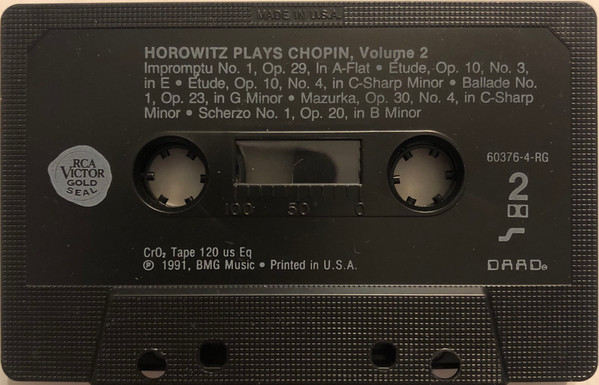 MADE IN U.S.A.
HOROWITZ PLAYS CHOPIN, Volume 2
Impromptu No. 1, Op. 29, In A-Flat • Étude, Op. 10, No. 3,
in E • Étude, Op. 10, No. 4, in C-Sharp Minor • Ballade No.
1, Op. 23, in G Minor • Mazurka, Op. 30, No. 4, in C-Sharp
Minor • Scherzo No. 1, Op. 20, in B Minor
RCA
VICTOR
GOLD
SEAL
60376-4-RG
2
100 50 0
CrO₂ Tape 120 us Eq
℗ 1991, BMG Music • Printed in U.S.A.
DAAD